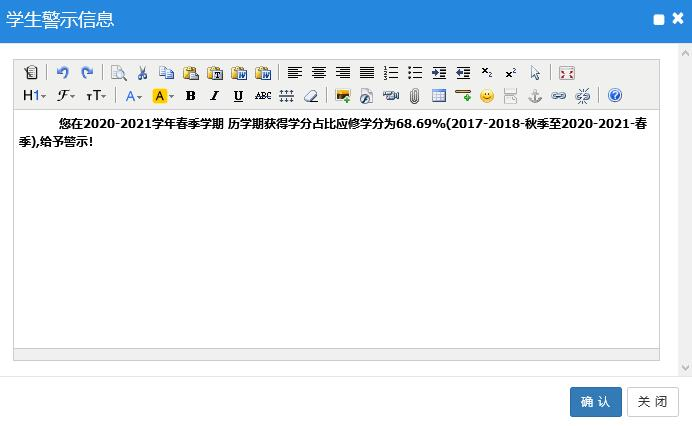 学生警示信息
H1 ℱ тT A A B I U ABC
您在2020-2021学年春季学期 历学期获得学分占比应修学分为68.69%(2017-2018-秋季至2020-2021-春
季),给予警示！
确 认 关 闭